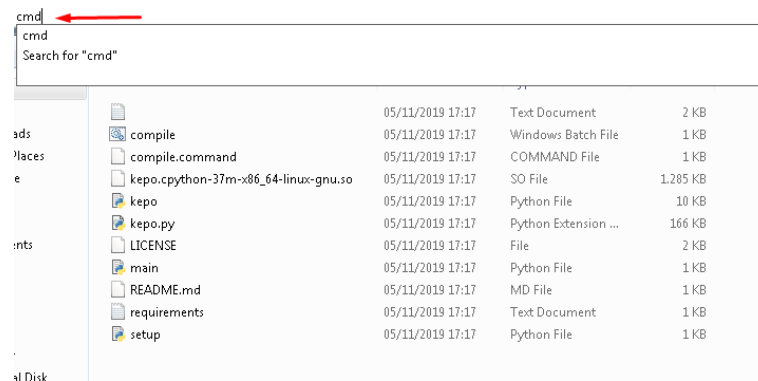 cmd
cmd
Search for "cmd"
05/11/2019 17:17 Text Document 2 KB
ads compile 05/11/2019 17:17 Windows Batch File 1 KB
Places compile.command 05/11/2019 17:17 COMMAND File 1 KB
e kepo.cpython-37m-x86_64-linux-gnu.so 05/11/2019 17:17 SO File 1.285 KB
kepo 05/11/2019 17:17 Python File 10 KB
kepo.py 05/11/2019 17:17 Python Extension ... 166 KB
ents LICENSE 05/11/2019 17:17 File 2 KB
main 05/11/2019 17:17 Python File 1 KB
README.md 05/11/2019 17:17 MD File 1 KB
requirements 05/11/2019 17:17 Text Document 1 KB
setup 05/11/2019 17:17 Python File 1 KB
al Disk